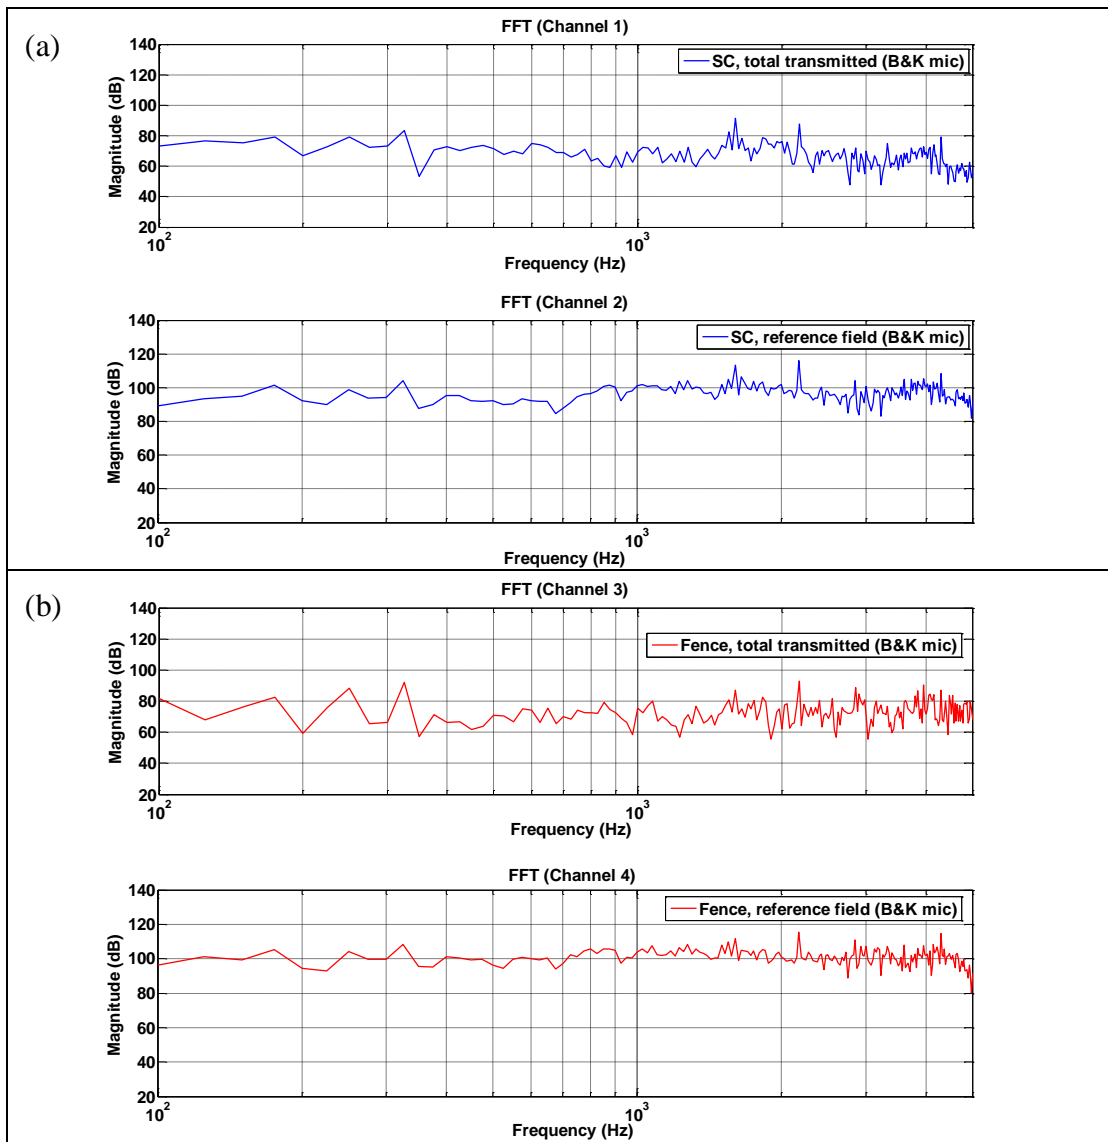 (a)
FFT (Channel 1)
SC, total transmitted (B&K mic)
Magnitude (dB)
140
120
100
80
60
40
20
10^2
10^3
Frequency (Hz)
FFT (Channel 2)
SC, reference field (B&K mic)
Magnitude (dB)
140
120
100
80
60
40
20
10^2
10^3
Frequency (Hz)
(b)
FFT (Channel 3)
Fence, total transmitted (B&K mic)
Magnitude (dB)
140
120
100
80
60
40
20
10^2
10^3
Frequency (Hz)
FFT (Channel 4)
Fence, reference field (B&K mic)
Magnitude (dB)
140
120
100
80
60
40
20
10^2
10^3
Frequency (Hz)